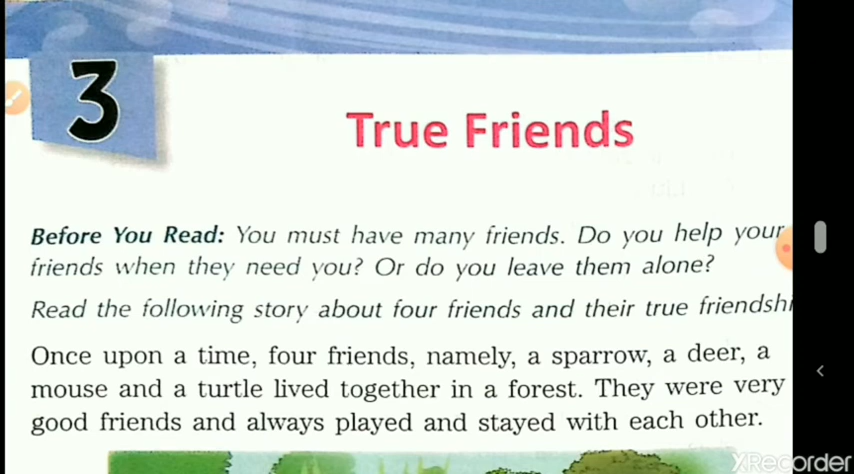 3
True Friends
Before You Read: You must have many friends. Do you help your
friends when they need you? Or do you leave them alone?
Read the following story about four friends and their true friendshi
Once upon a time, four friends, namely, a sparrow, a deer, a
mouse and a turtle lived together in a forest. They were very
good friends and always played and stayed with each other.
XRecorder